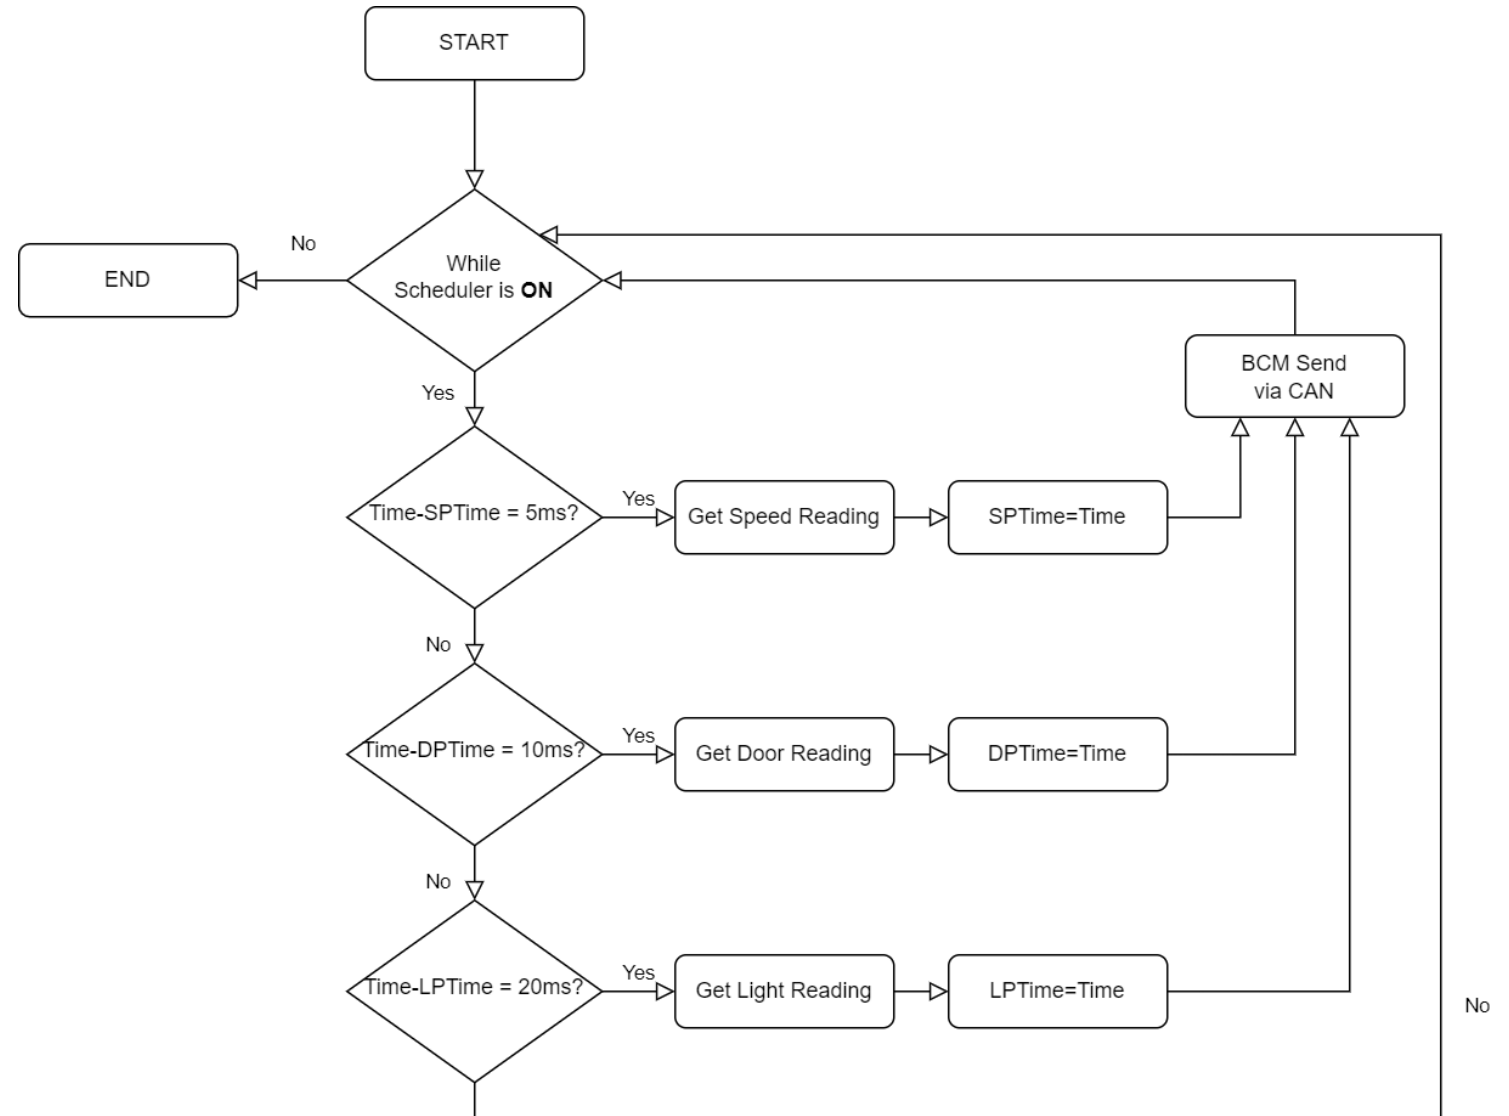 START
No
END
While
Scheduler is ON
BCM Send
via CAN
Yes
Time-SPTime = 5ms?
Yes
Get Speed Reading
SPTime=Time
No
Time-DPTime = 10ms?
Yes
Get Door Reading
DPTime=Time
No
Time-LPTime = 20ms?
Yes
Get Light Reading
LPTime=Time
No